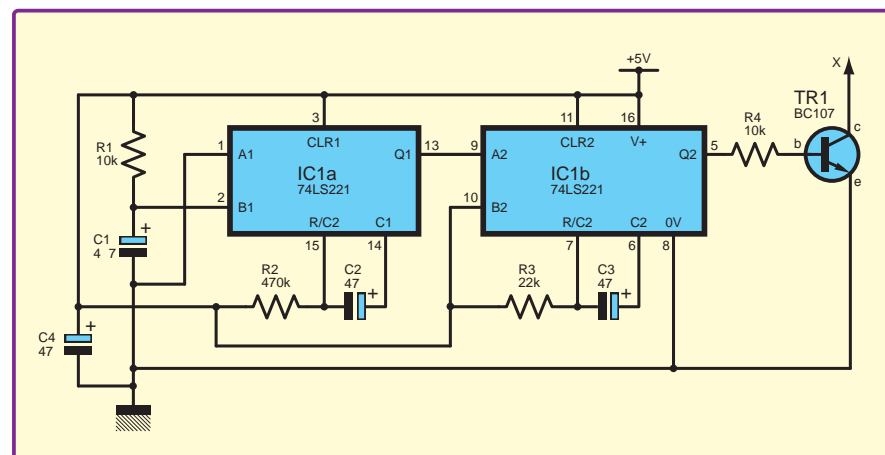 +5V
X
TR1
BC107
R4
10k
3
11
16
R1
10k
CLR1
CLR2
V+
c
1
A1
Q1
13
9
A2
Q2
5
b
IC1a
74LS221
IC1b
74LS221
e
2
B1
10
B2
R/C2
C1
R/C2
C2
0V
C1
4 7
+
15
14
7
6
8
R2
470k
C2
47
+
R3
22k
C3
47
+
C4
47
+